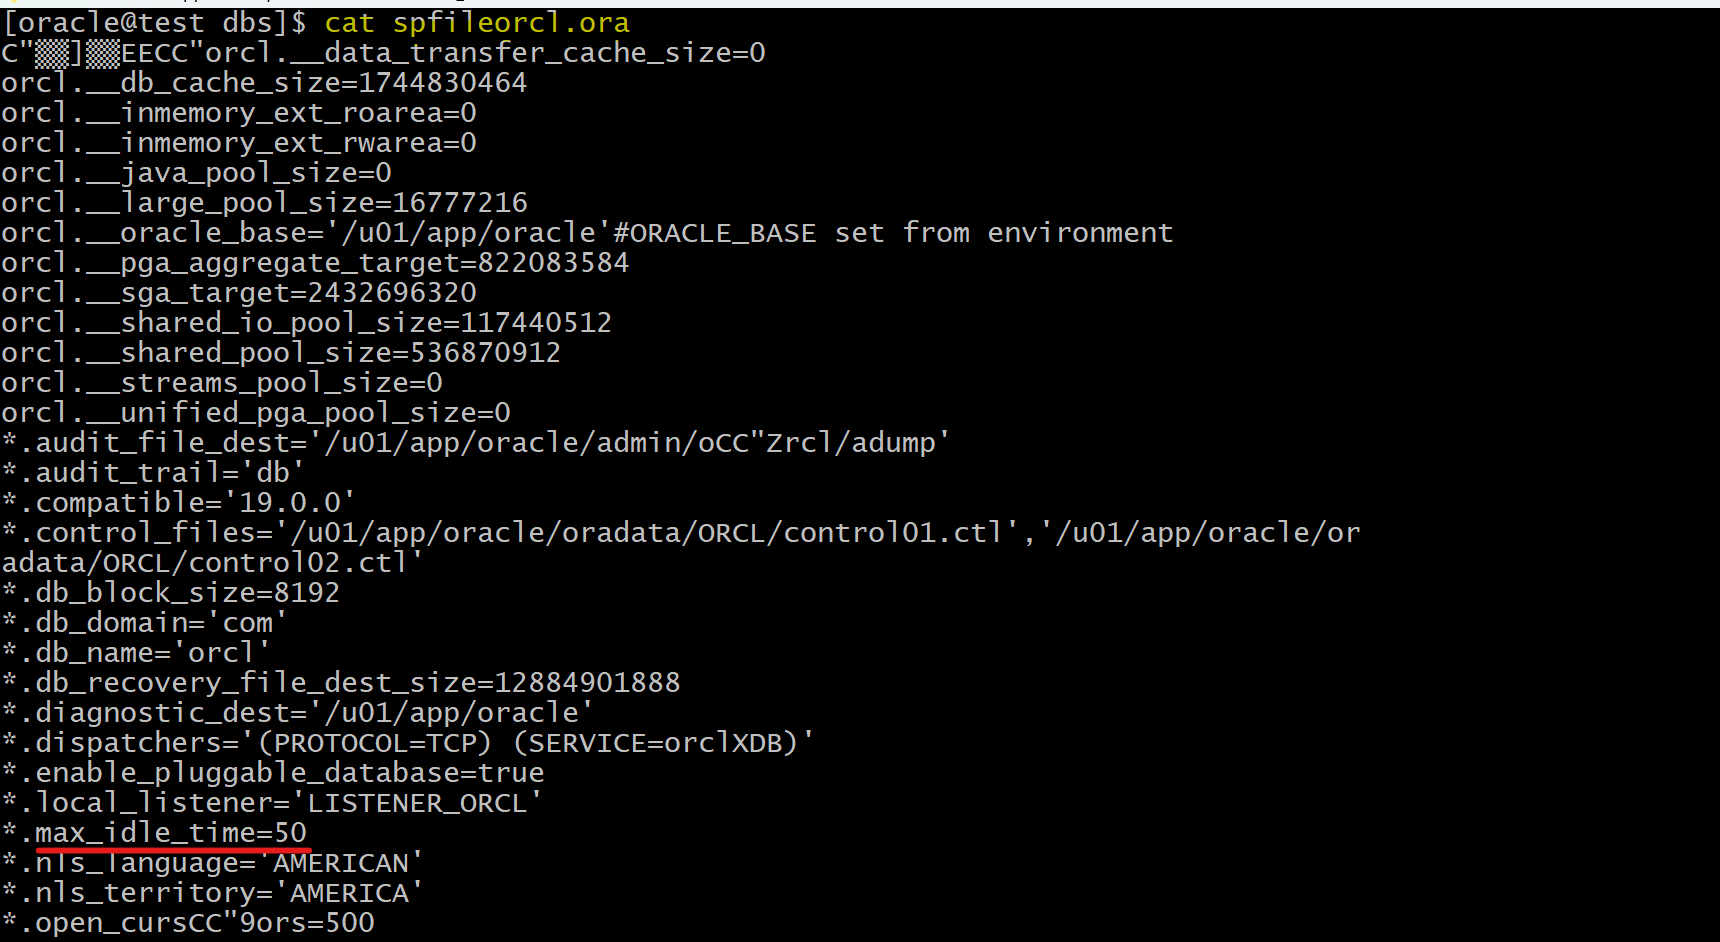 [oracle@test dbs]$ cat spfileorcl.ora
C"▒▒]▒▒EECC"orcl.__data_transfer_cache_size=0
orcl.__db_cache_size=1744830464
orcl.__inmemory_ext_roarea=0
orcl.__inmemory_ext_rwarea=0
orcl.__java_pool_size=0
orcl.__large_pool_size=16777216
orcl.__oracle_base='/u01/app/oracle'#ORACLE_BASE set from environment
orcl.__pga_aggregate_target=822083584
orcl.__sga_target=2432696320
orcl.__shared_io_pool_size=117440512
orcl.__shared_pool_size=536870912
orcl.__streams_pool_size=0
orcl.__unified_pga_pool_size=0
*.audit_file_dest='/u01/app/oracle/admin/oCC"Zrcl/adump'
*.audit_trail='db'
*.compatible='19.0.0'
*.control_files='/u01/app/oracle/oradata/ORCL/control01.ctl','/u01/app/oracle/or
adata/ORCL/control02.ctl'
*.db_block_size=8192
*.db_domain='com'
*.db_name='orcl'
*.db_recovery_file_dest_size=12884901888
*.diagnostic_dest='/u01/app/oracle'
*.dispatchers='(PROTOCOL=TCP) (SERVICE=orclXDB)'
*.enable_pluggable_database=true
*.local_listener='LISTENER_ORCL'
*.max_idle_time=50
*.nls_language='AMERICAN'
*.nls_territory='AMERICA'
*.open_cursCC"9ors=500